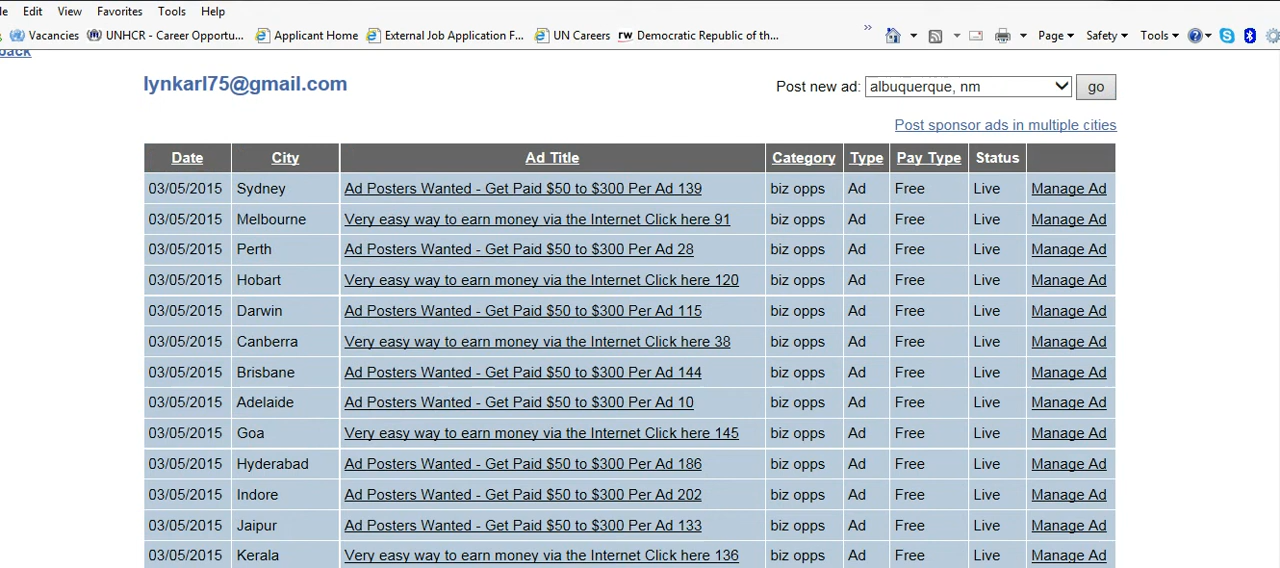 Edit View Favorites Tools Help
Vacancies UNHCR - Career Opportu... Applicant Home External Job Application F... UN Careers rw Democratic Republic of th... » Page Safety Tools
back
lynkarl75@gmail.com
Post new ad: albuquerque, nm go
Post sponsor ads in multiple cities
Date City Ad Title Category Type Pay Type Status
03/05/2015 Sydney Ad Posters Wanted - Get Paid $50 to $300 Per Ad 139 biz opps Ad Free Live Manage Ad
03/05/2015 Melbourne Very easy way to earn money via the Internet Click here 91 biz opps Ad Free Live Manage Ad
03/05/2015 Perth Ad Posters Wanted - Get Paid $50 to $300 Per Ad 28 biz opps Ad Free Live Manage Ad
03/05/2015 Hobart Very easy way to earn money via the Internet Click here 120 biz opps Ad Free Live Manage Ad
03/05/2015 Darwin Ad Posters Wanted - Get Paid $50 to $300 Per Ad 115 biz opps Ad Free Live Manage Ad
03/05/2015 Canberra Very easy way to earn money via the Internet Click here 38 biz opps Ad Free Live Manage Ad
03/05/2015 Brisbane Ad Posters Wanted - Get Paid $50 to $300 Per Ad 144 biz opps Ad Free Live Manage Ad
03/05/2015 Adelaide Ad Posters Wanted - Get Paid $50 to $300 Per Ad 10 biz opps Ad Free Live Manage Ad
03/05/2015 Goa Very easy way to earn money via the Internet Click here 145 biz opps Ad Free Live Manage Ad
03/05/2015 Hyderabad Ad Posters Wanted - Get Paid $50 to $300 Per Ad 186 biz opps Ad Free Live Manage Ad
03/05/2015 Indore Ad Posters Wanted - Get Paid $50 to $300 Per Ad 202 biz opps Ad Free Live Manage Ad
03/05/2015 Jaipur Ad Posters Wanted - Get Paid $50 to $300 Per Ad 133 biz opps Ad Free Live Manage Ad
03/05/2015 Kerala Very easy way to earn money via the Internet Click here 136 biz opps Ad Free Live Manage Ad